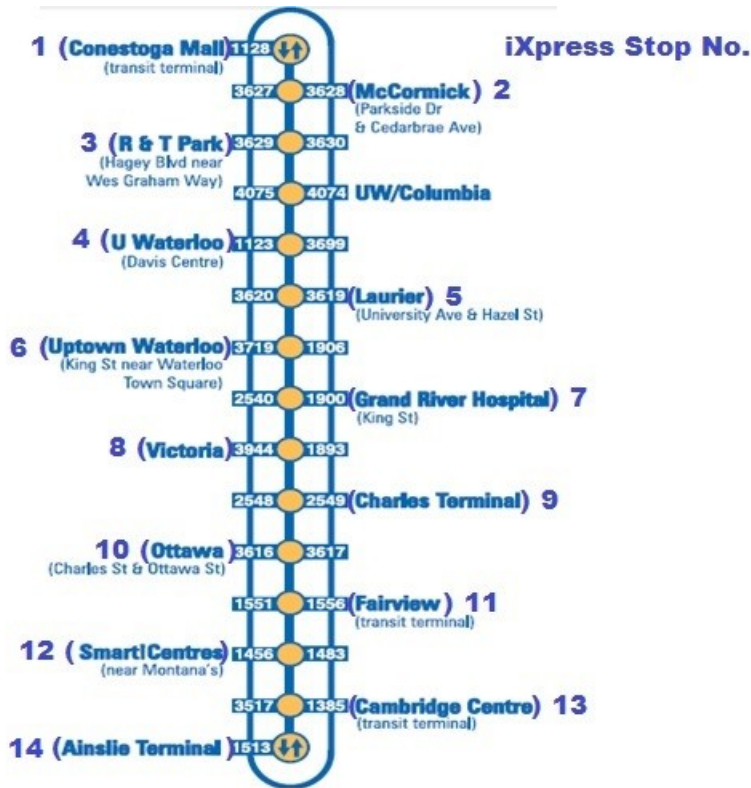 1 (Conestoga Mall) 1128 iXpress Stop No.
(transit terminal)
3627 3628 (McCormick) 2
(Parkside Dr
& Cedarbrae Ave)
3 (R & T Park) 3629 3630
(Hagey Blvd near
Wes Graham Way)
4075 4074 UW/Columbia
4 (U Waterloo) 1123 3699
(Davis Centre)
3620 3619 (Laurier) 5
(University Ave & Hazel St)
6 (Uptown Waterloo) 3719 1906
(King St near Waterloo
Town Square)
2540 1900 (Grand River Hospital) 7
(King St)
8 (Victoria) 3944 1893
2548 2549 (Charles Terminal) 9
10 (Ottawa) 3616 3617
(Charles St & Ottawa St)
1551 1556 (Fairview) 11
(transit terminal)
12 (Smart!Centres) 1456 1483
(near Montana's)
3517 1385 (Cambridge Centre) 13
(transit terminal)
14 (Ainslie Terminal) 1513